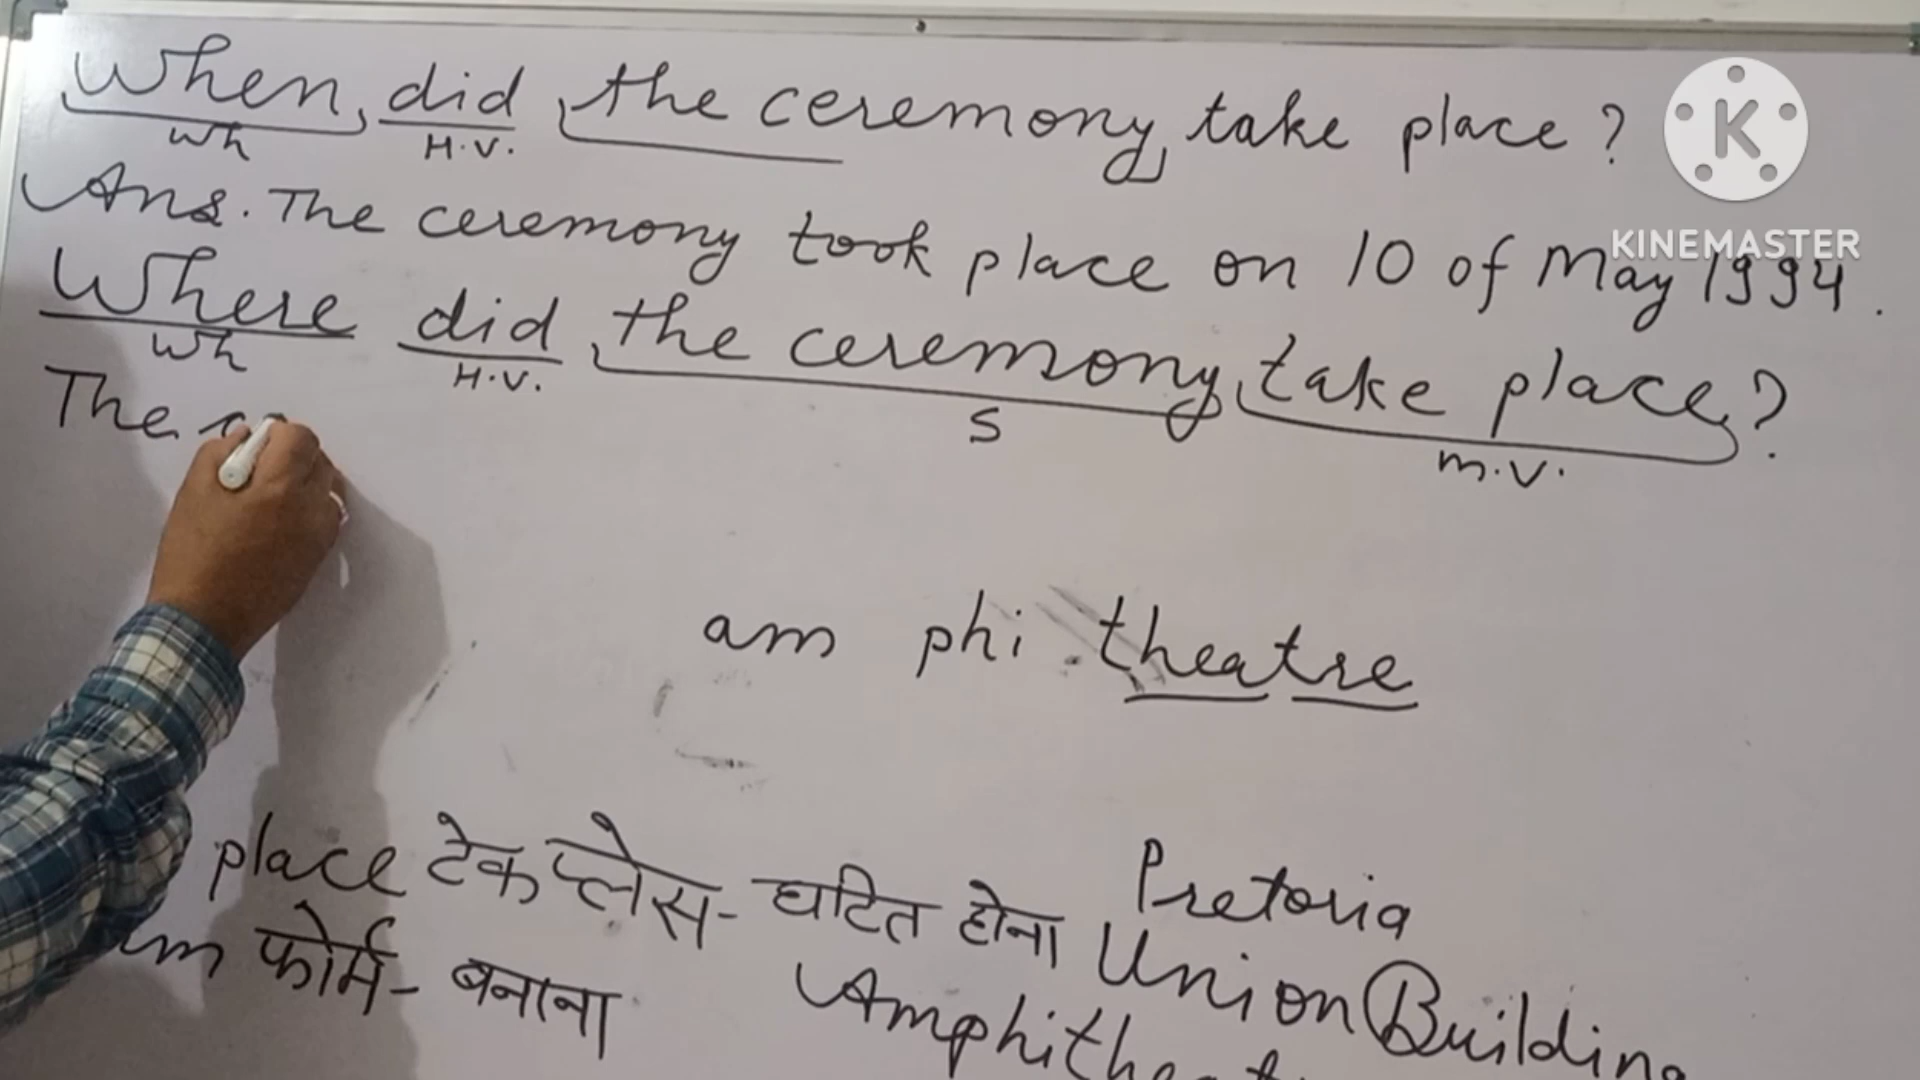 When did the ceremony take place?
wh H.V.
Ans. The ceremony took place on 10 of May 1994.
Where did the ceremony take place?
wh H.V. S m.v.
The
am phi theatre
place टेक प्लेस - घटित होना Pretoria
फोर्म - बनाना Union Building
Amphitheat
K
KINEMASTER